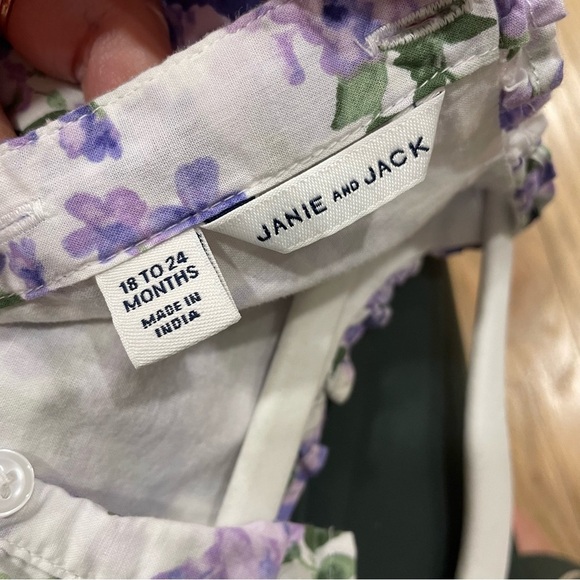 JANIE AND JACK
18 TO 24
MONTHS
MADE IN
INDIA